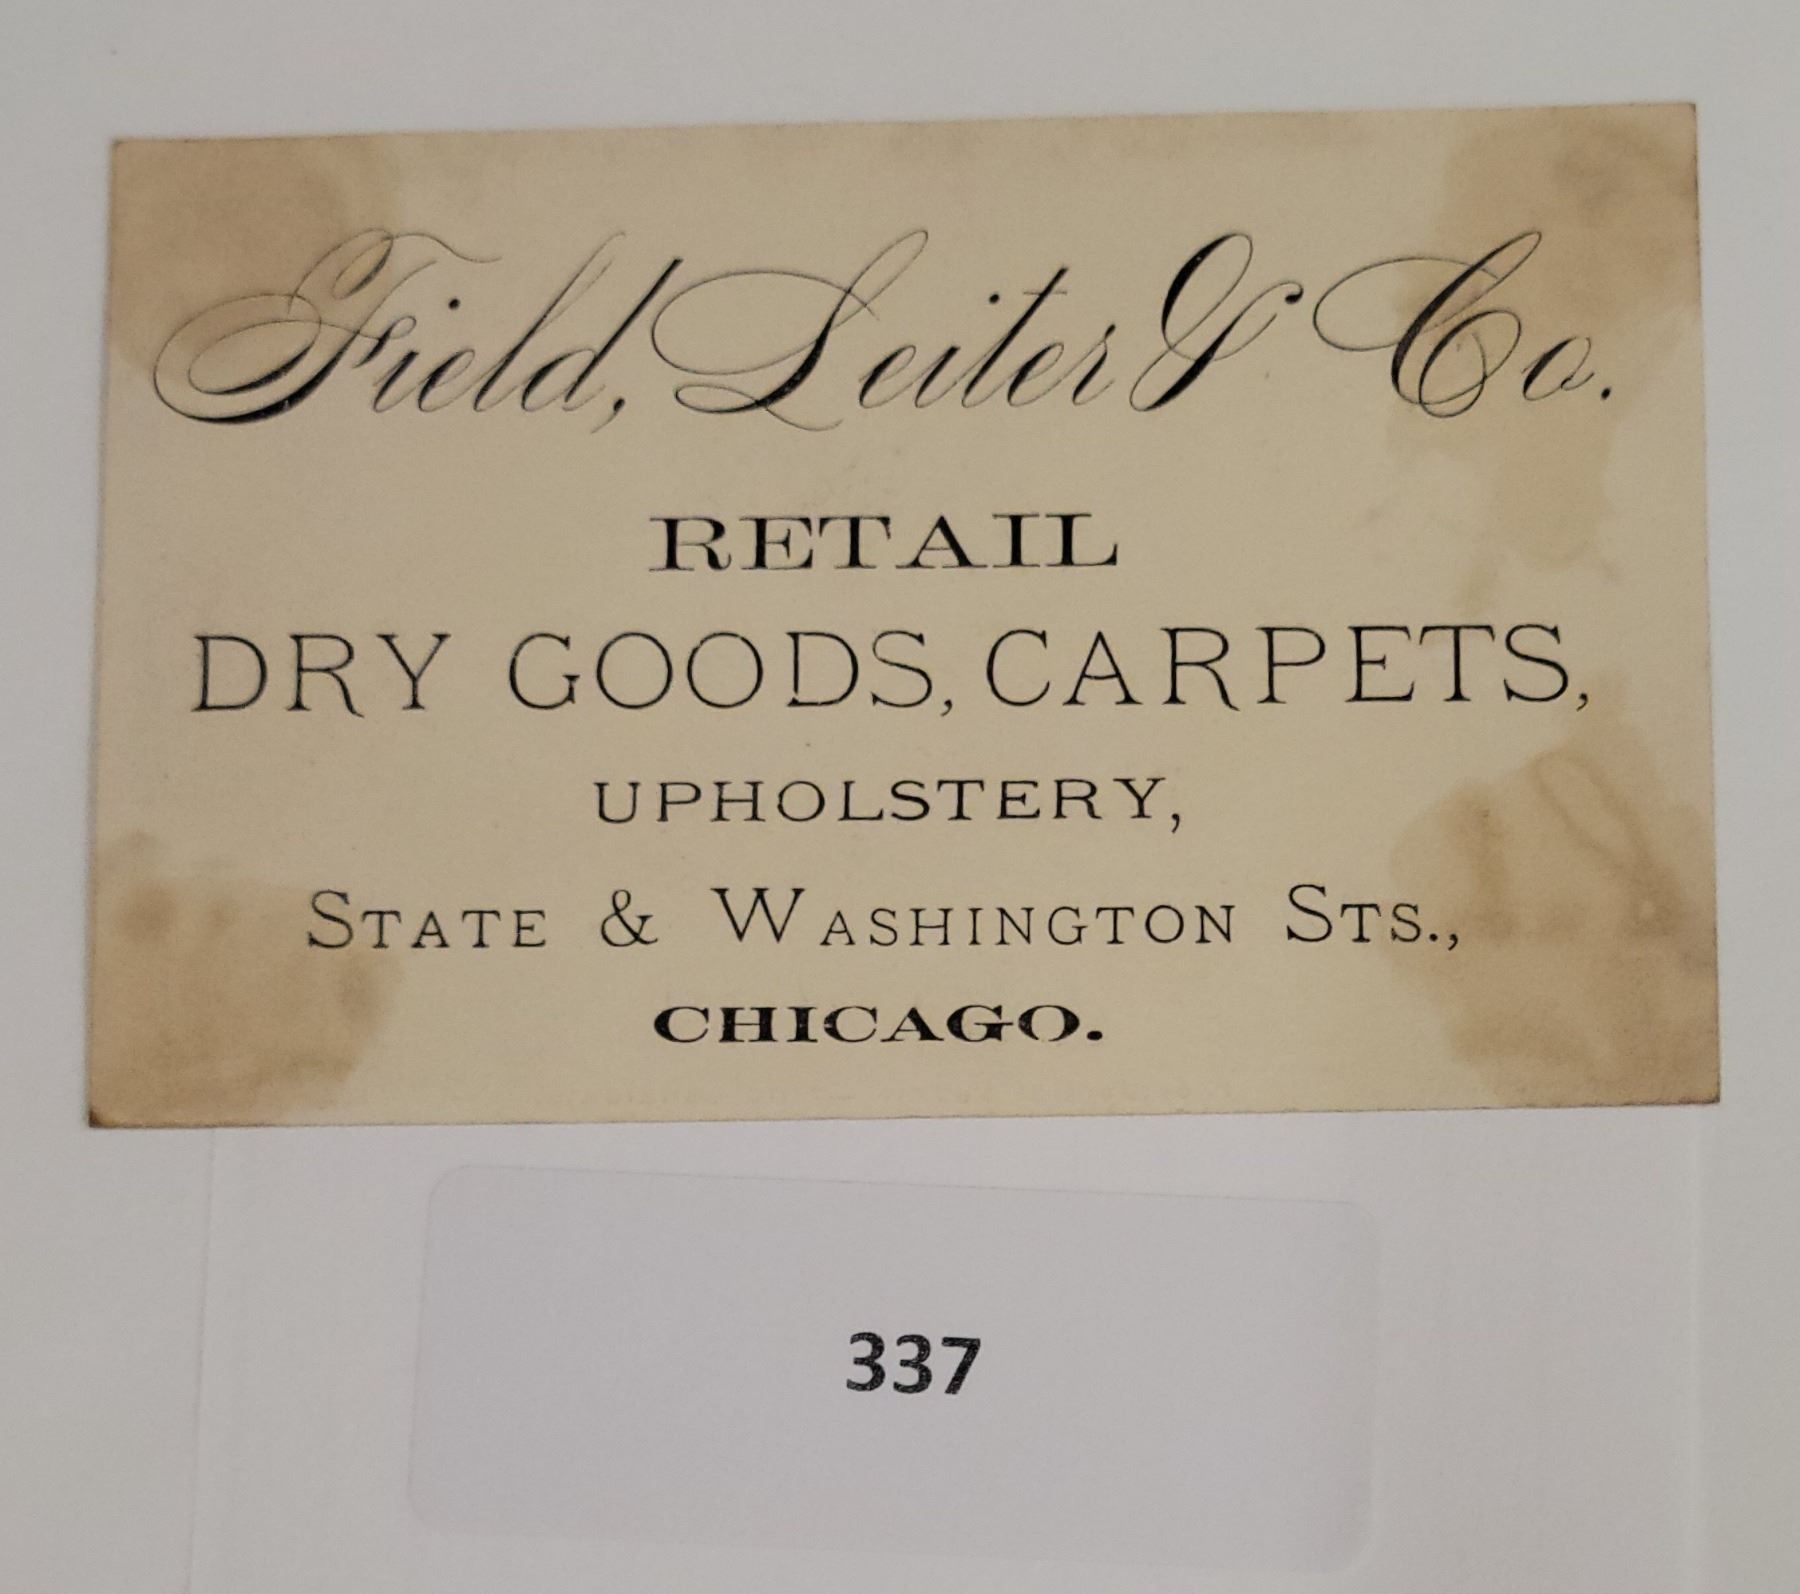 Field, Leiter & Co.
RETAIL
DRY GOODS, CARPETS,
UPHOLSTERY,
STATE & WASHINGTON STS.,
CHICAGO.
337